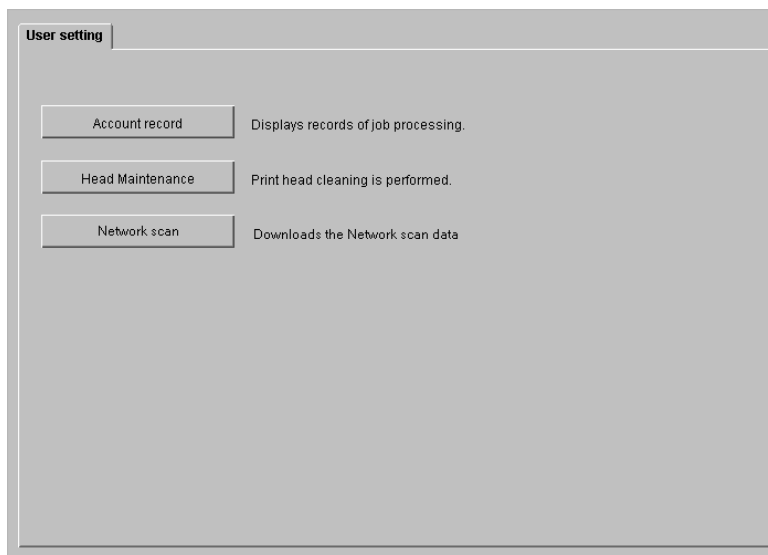 User setting
Account record Displays records of job processing.
Head Maintenance Print head cleaning is performed.
Network scan Downloads the Network scan data